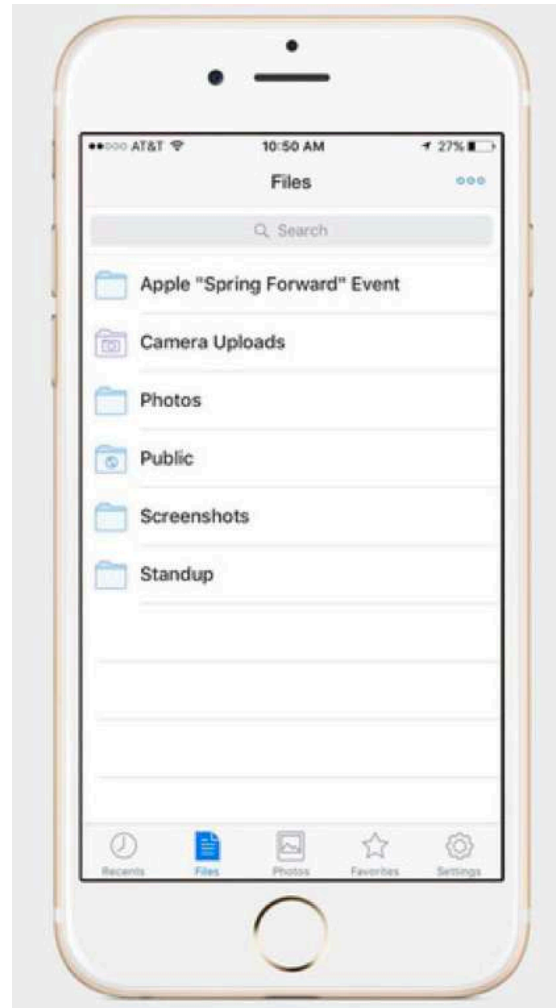 AT&T 10:50 AM 27%
Files
Search
Apple "Spring Forward" Event
Camera Uploads
Photos
Public
Screenshots
Standup
Recents Files Photos Favorites Settings